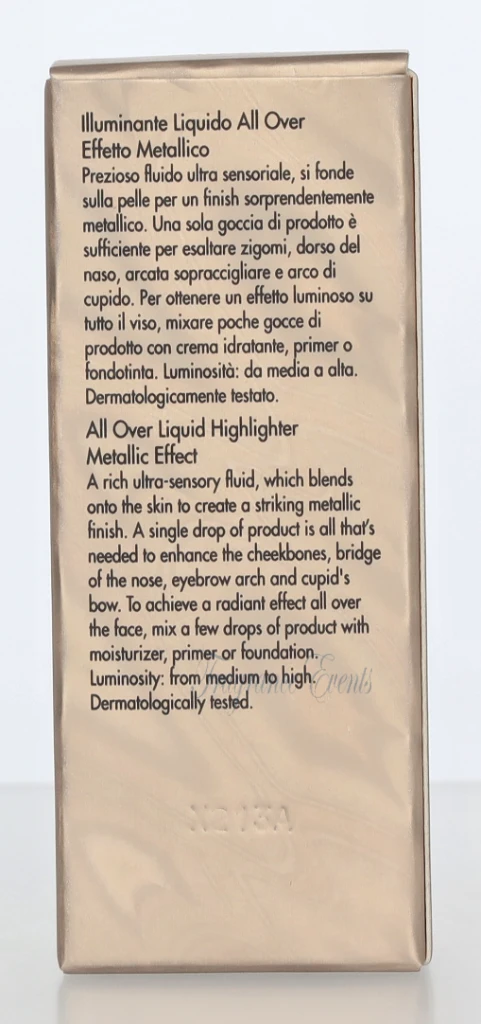 Illuminante Liquido All Over
Effetto Metallico
Prezioso fluido ultra sensoriale, si fonde
sulla pelle per un finish sorprendentemente
metallico. Una sola goccia di prodotto è
sufficiente per esaltare zigomi, dorso del
naso, arcata sopraccigliare e arco di
cupido. Per ottenere un effetto luminoso su
tutto il viso, mixare poche gocce di
prodotto con crema idratante, primer o
fondotinta. Luminosità: da media a alta.
Dermatologicamente testato.
All Over Liquid Highlighter
Metallic Effect
A rich ultra-sensory fluid, which blends
onto the skin to create a striking metallic
finish. A single drop of product is all that's
needed to enhance the cheekbones, bridge
of the nose, eyebrow arch and cupid's
bow. To achieve a radiant effect all over
the face, mix a few drops of product with
moisturizer, primer or foundation.
Luminosity: from medium to high.
Fragrance Events
Dermatologically tested.